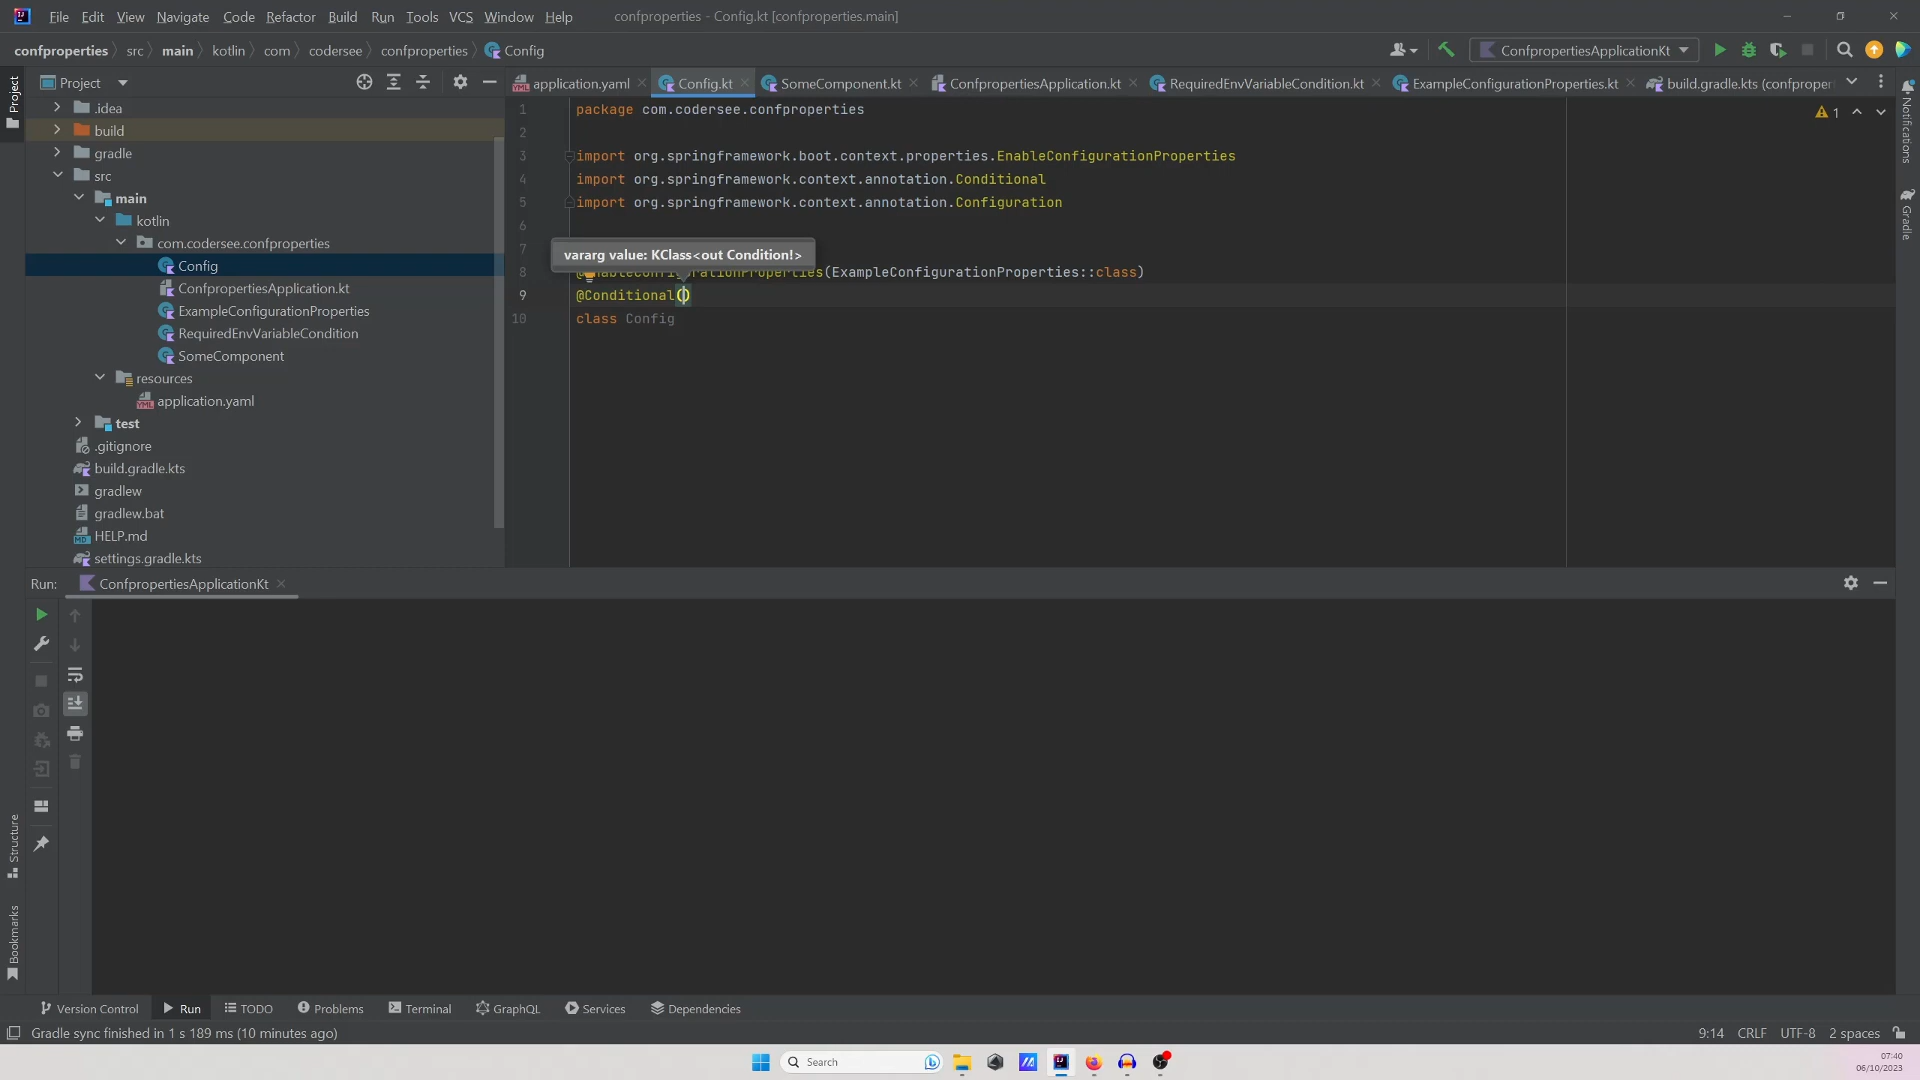 File Edit View Navigate Code Refactor Build Run Tools VCS Window Help confproperties - Config.kt [confproperties.main]
confproperties src main kotlin com codersee confproperties Config ConfpropertiesApplicationKt
Project
Project
application.yaml Config.kt SomeComponent.kt ConfpropertiesApplication.kt RequiredEnvVariableCondition.kt ExampleConfigurationProperties.kt build.gradle.kts (confproper
.idea
build
gradle
src
main
kotlin
com.codersee.confproperties
Config
ConfpropertiesApplication.kt
ExampleConfigurationProperties
RequiredEnvVariableCondition
SomeComponent
resources
application.yaml
test
.gitignore
build.gradle.kts
gradlew
gradlew.bat
HELP.md
settings.gradle.kts
1 package com.codersee.confproperties
2
3 import org.springframework.boot.context.properties.EnableConfigurationProperties
4 import org.springframework.context.annotation.Conditional
5 import org.springframework.context.annotation.Configuration
6
7
vararg value: KClass<out Condition!>
8 @EnableConfigurationProperties(ExampleConfigurationProperties::class)
9 @Conditional()
10 class Config
1
Notifications
Gradle
Run: ConfpropertiesApplicationKt
Structure
Bookmarks
Version Control Run TODO Problems Terminal GraphQL Services Dependencies
Gradle sync finished in 1 s 189 ms (10 minutes ago) 9:14 CRLF UTF-8 2 spaces
Search
07:40
06/10/2023